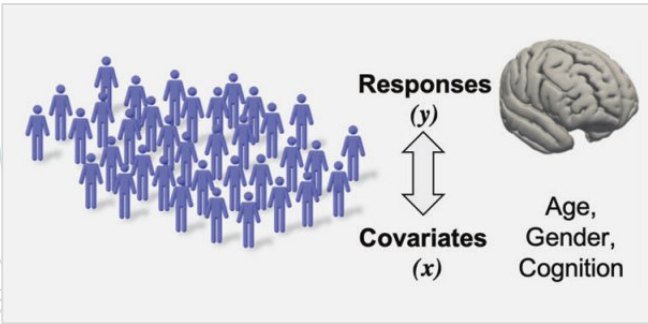 Responses
(y)
Covariates
(x)
Age,
Gender,
Cognition